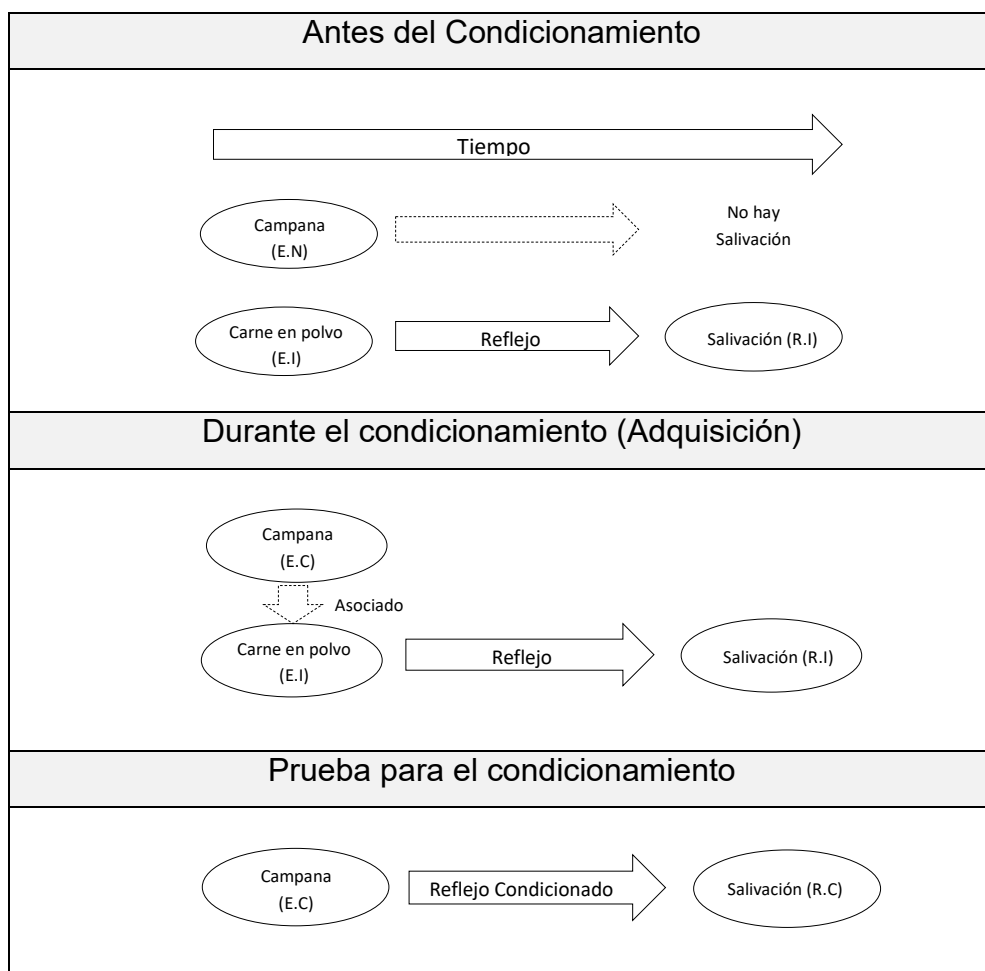 Antes del Condicionamiento
Tiempo
Campana
(E.N)
No hay
Salivación
Carne en polvo
(E.I)
Reflejo
Salivación (R.I)
Durante el condicionamiento (Adquisición)
Campana
(E.C)
Asociado
Carne en polvo
(E.I)
Reflejo
Salivación (R.I)
Prueba para el condicionamiento
Campana
(E.C)
Reflejo Condicionado
Salivación (R.C)